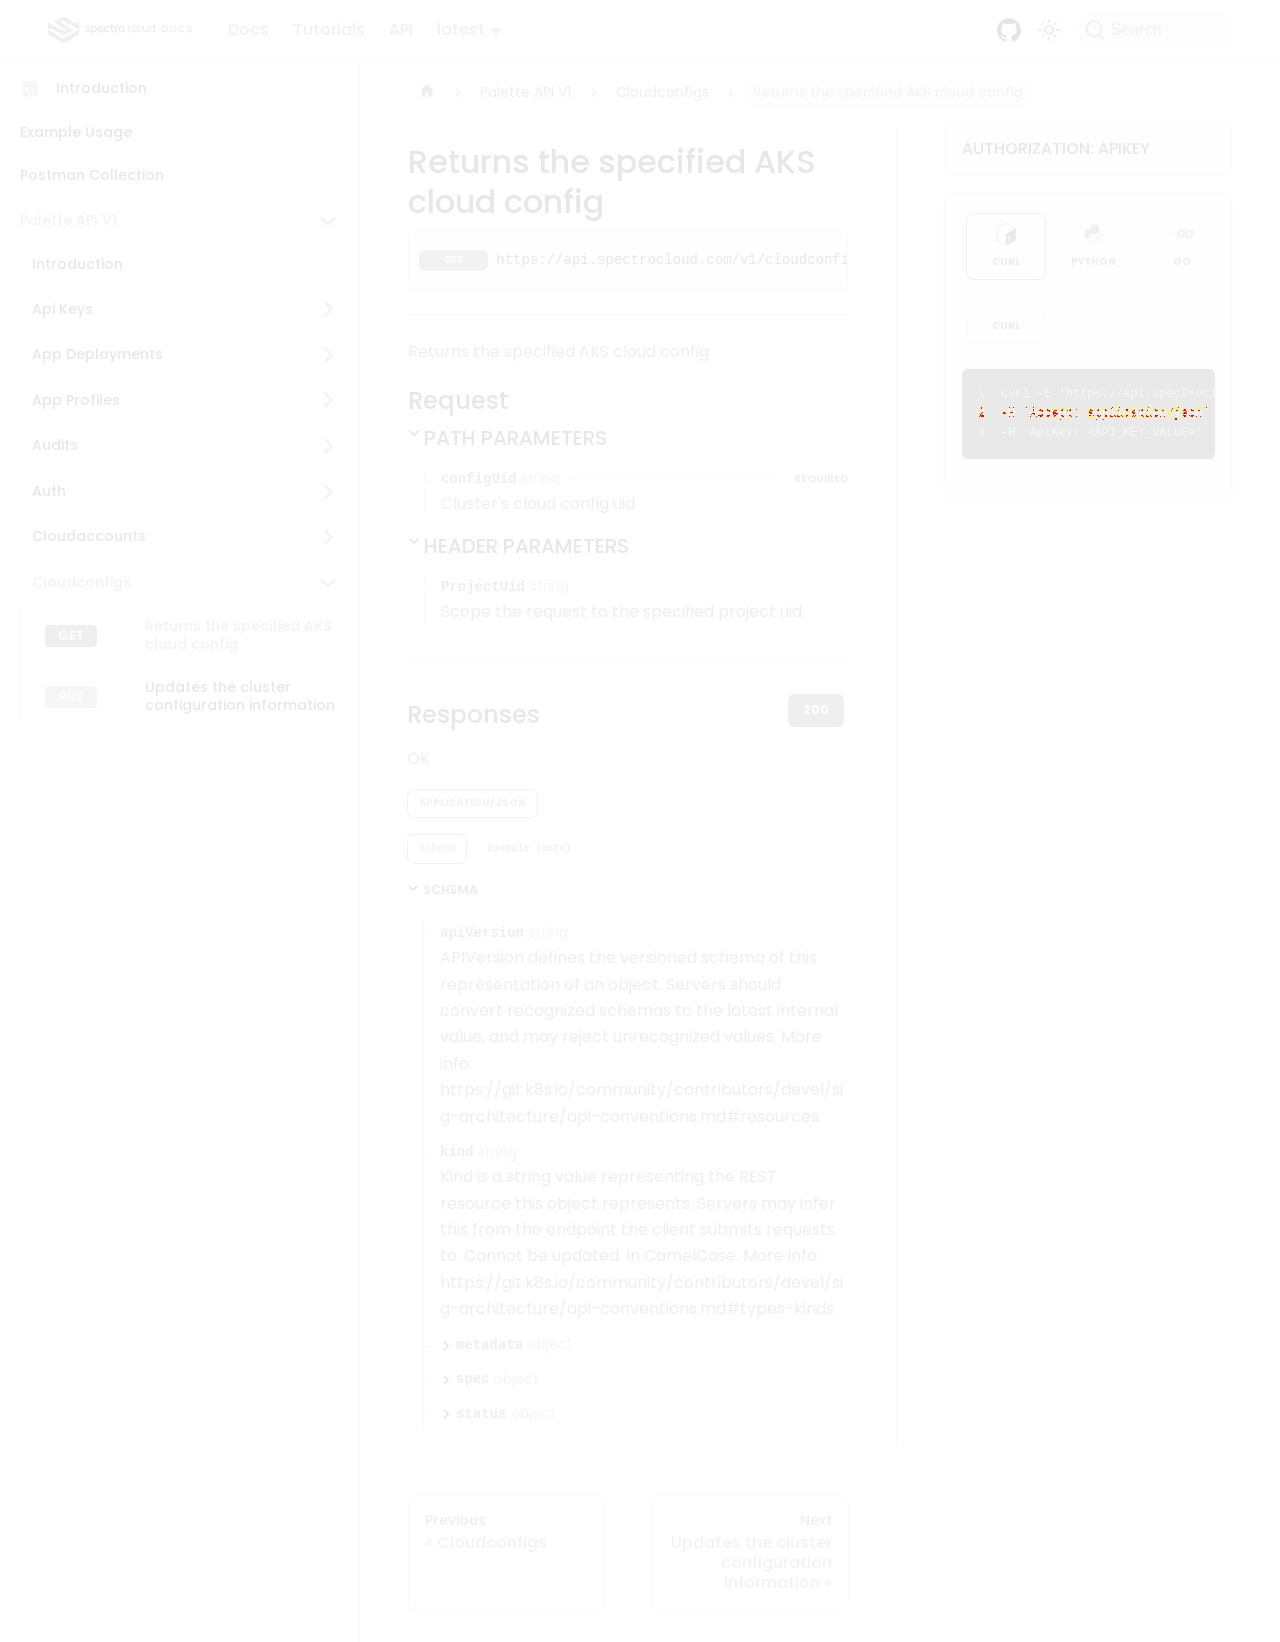 spectro cloud DOCS
Docs
Tutorials
API
latest
Search
Introduction
Example Usage
Postman Collection
Palette API V1
Introduction
Api Keys
App Deployments
App Profiles
Audits
Auth
Cloudaccounts
Cloudconfigs
GET
Returns the specified AKS
cloud config
PUT
Updates the cluster
configuration information
Palette API V1
Cloudconfigs
Returns the specified AKS cloud config
Returns the specified AKS
cloud config
GET https://api.spectrocloud.com/v1/cloudconfi
Returns the specified AKS cloud config
Request
PATH PARAMETERS
configUid string REQUIRED
Cluster's cloud config uid
HEADER PARAMETERS
ProjectUid string
Scope the request to the specified project uid
Responses
200
OK
APPLICATION/JSON
Schema
Example (auto)
SCHEMA
apiVersion string
APIVersion defines the versioned schema of this
representation of an object. Servers should
convert recognized schemas to the latest internal
value, and may reject unrecognized values. More
info:
https://git.k8s.io/community/contributors/devel/si
g-architecture/api-conventions.md#resources
kind string
Kind is a string value representing the REST
resource this object represents. Servers may infer
this from the endpoint the client submits requests
to. Cannot be updated. In CamelCase. More info:
https://git.k8s.io/community/contributors/devel/si
g-architecture/api-conventions.md#types-kinds
metadata object
spec object
status object
Previous
« Cloudconfigs
Next
Updates the cluster
configuration
information »
AUTHORIZATION: APIKEY
CURL
PYTHON
GO
GO
CURL
1 curl -L 'https://api.spectrocl
2 -H 'Accept: application/json'
3 -H 'ApiKey: <API_KEY_VALUE>'